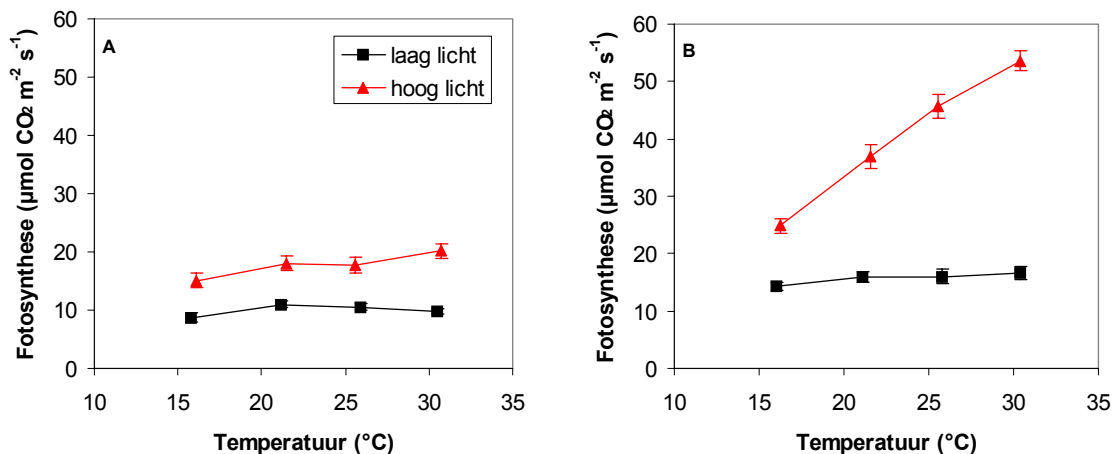 A
laag licht
hoog licht
Fotosynthese (µmol CO₂ m⁻² s⁻¹)
60
50
40
30
20
10
0
10 15 20 25 30 35
Temperatuur (°C)
B
Fotosynthese (µmol CO₂ m⁻² s⁻¹)
60
50
40
30
20
10
0
10 15 20 25 30 35
Temperatuur (°C)